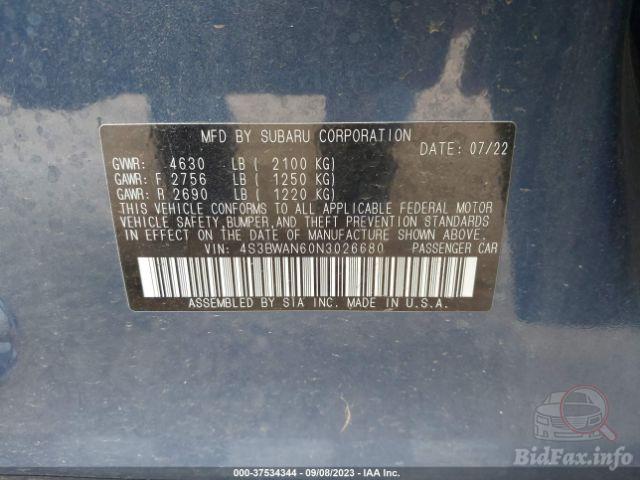 MFD BY SUBARU CORPORATION
DATE: 07/22
GVWR: 4630 LB ( 2100 KG)
GAWR: F 2756 LB ( 1250 KG)
GAWR: R 2690 LB ( 1220 KG)
THIS VEHICLE CONFORMS TO ALL APPLICABLE FEDERAL MOTOR
VEHICLE SAFETY,BUMPER,AND THEFT PREVENTION STANDARDS
IN EFFECT ON THE DATE OF MANUFACTURE SHOWN ABOVE.
VIN: 4S3BWAN60N3026680 PASSENGER CAR
ASSEMBLED BY SIA INC. MADE IN U.S.A.
BidFax.info
000-37534344 — 09/08/2023 — IAA Inc.